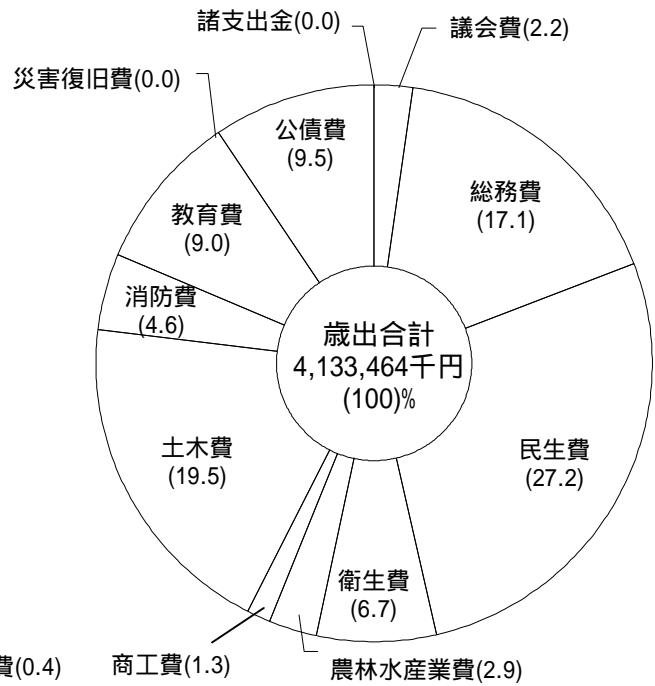 諸支出金(0.0)
議会費(2.2)
災害復旧費(0.0)
公債費
(9.5)
総務費
(17.1)
教育費
(9.0)
消防費
(4.6)
歳出合計
4,133,464千円
(100)%
土木費
(19.5)
民生費
(27.2)
衛生費
(6.7)
費(0.4)
商工費(1.3)
農林水産業費(2.9)